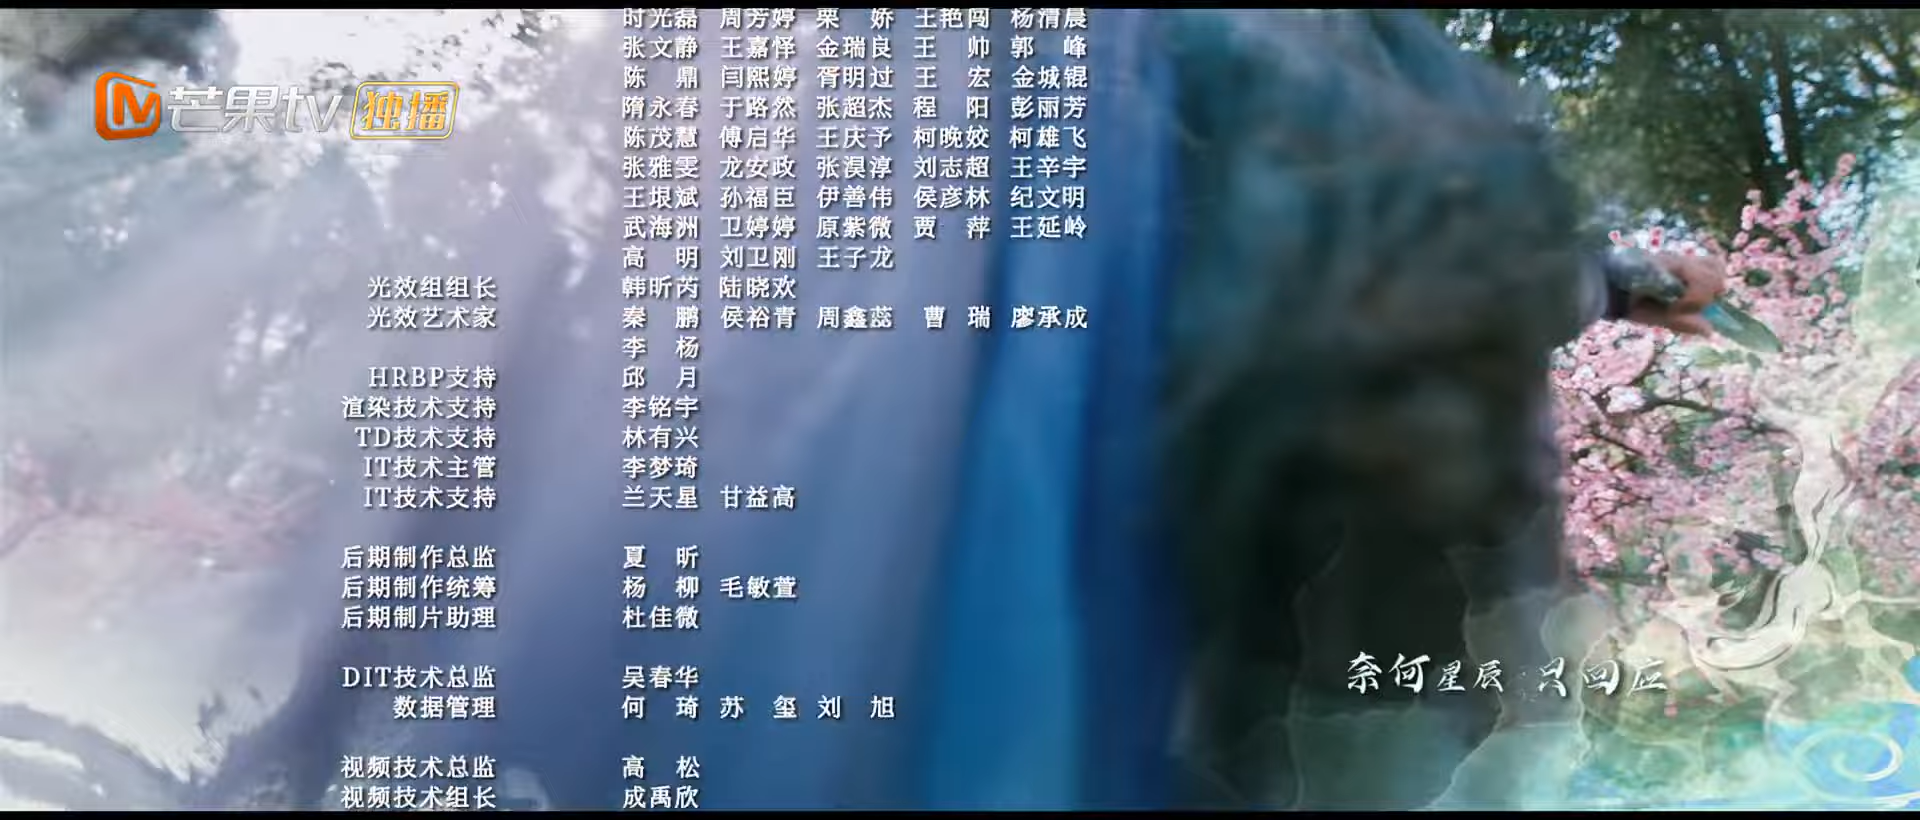 芒果tv 独播
时光磊 周芳婷 栗 娇 王艳闯 杨清晨
张文静 王嘉怿 金瑞良 王 帅 郭 峰
陈 鼎 闫熙婷 胥明过 王 宏 金城锟
隋永春 于路然 张超杰 程 阳 彭丽芳
陈茂慧 傅启华 王庆予 柯晚姣 柯雄飞
张雅雯 龙安政 张淏淳 刘志超 王辛宇
王垠斌 孙福臣 伊善伟 侯彦林 纪文明
武海洲 卫婷婷 原紫微 贾 萍 王延岭
高 明 刘卫刚 王子龙
光效组组长 韩昕芮 陆晓欢
光效艺术家 秦 鹏 侯裕青 周鑫蕊 曹 瑞 廖承成
李 杨
HRBP支持 邱 月
渲染技术支持 李铭宇
TD技术支持 林有兴
IT技术主管 李梦琦
IT技术支持 兰天星 甘益高
后期制作总监 夏 昕
后期制作统筹 杨 柳 毛敏萱
后期制片助理 杜佳微
DIT技术总监 吴春华
数据管理 何 琦 苏 玺 刘 旭
视频技术总监 高 松
视频技术组长 成禹欣
奈何星辰 只回应